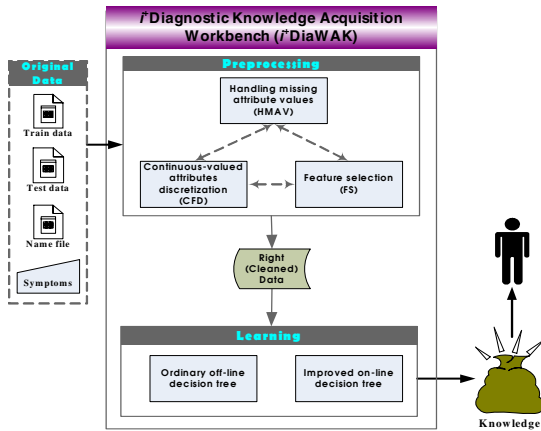 i⁺Diagnostic Knowledge Acquisition
Workbench (i⁺DiaWAK)
Original
Data
Train data
Test data
Name file
Symptoms
Preprocessing
Handling missing
attribute values
(HMAV)
Continuous-valued
attributes
discretization
(CFD)
Feature selection
(FS)
Right
(Cleaned)
Data
Learning
Ordinary off-line
decision tree
Improved on-line
decision tree
Knowledge